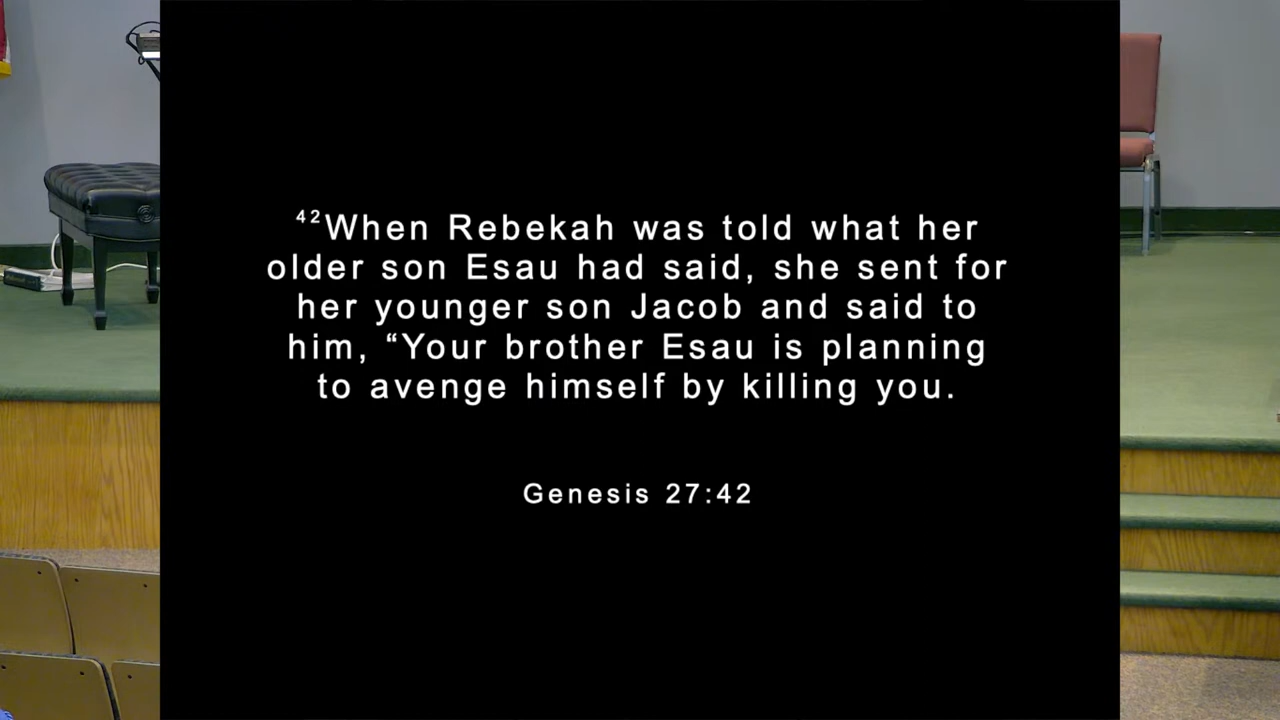 ⁴²When Rebekah was told what her
older son Esau had said, she sent for
her younger son Jacob and said to
him, “Your brother Esau is planning
to avenge himself by killing you.
Genesis 27:42